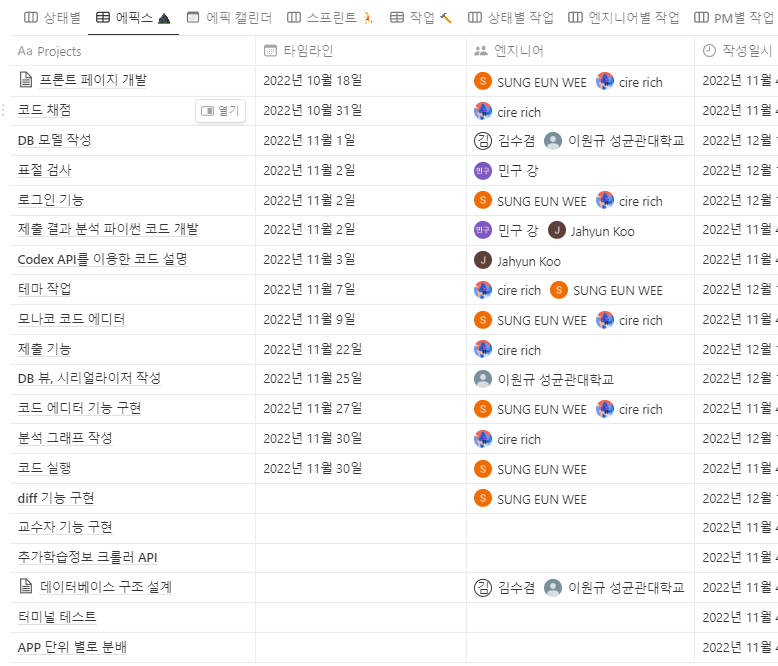 상태별 에픽스 에픽 캘린더 스프린트 작업 상태별 작업 엔지니어별 작업 PM별 작업
Aa Projects 타임라인 엔지니어 작성일시
프론트 페이지 개발 2022년 10월 18일 S SUNG EUN WEE cire rich 2022년 11월 4
코드 채점 열기 2022년 10월 31일 cire rich 2022년 11월 4
DB 모델 작성 2022년 11월 1일 김 김수겸 이원규 성균관대학교 2022년 12월 1
표절 검사 2022년 11월 2일 민구 민구 강 2022년 12월 1
로그인 기능 2022년 11월 2일 S SUNG EUN WEE cire rich 2022년 12월 1
제출 결과 분석 파이썬 코드 개발 2022년 11월 2일 민구 민구 강 J Jahyun Koo 2022년 11월 4
Codex API를 이용한 코드 설명 2022년 11월 3일 J Jahyun Koo 2022년 11월 4
테마 작업 2022년 11월 7일 cire rich S SUNG EUN WEE 2022년 12월 1
모나코 코드 에디터 2022년 11월 9일 S SUNG EUN WEE cire rich 2022년 11월 4
제출 기능 2022년 11월 22일 cire rich 2022년 12월 1
DB 뷰, 시리얼라이저 작성 2022년 11월 25일 이원규 성균관대학교 2022년 12월 1
코드 에디터 기능 구현 2022년 11월 27일 S SUNG EUN WEE cire rich 2022년 11월 4
분석 그래프 작성 2022년 11월 30일 cire rich 2022년 12월 1
코드 실행 2022년 11월 30일 S SUNG EUN WEE 2022년 11월 4
diff 기능 구현 S SUNG EUN WEE 2022년 12월 1
교수자 기능 구현 2022년 11월 4
추가학습정보 크롤러 API 2022년 11월 4
데이터베이스 구조 설계 김 김수겸 이원규 성균관대학교 2022년 11월 4
터미널 테스트 2022년 11월 4
APP 단위 별로 분배 2022년 11월 4